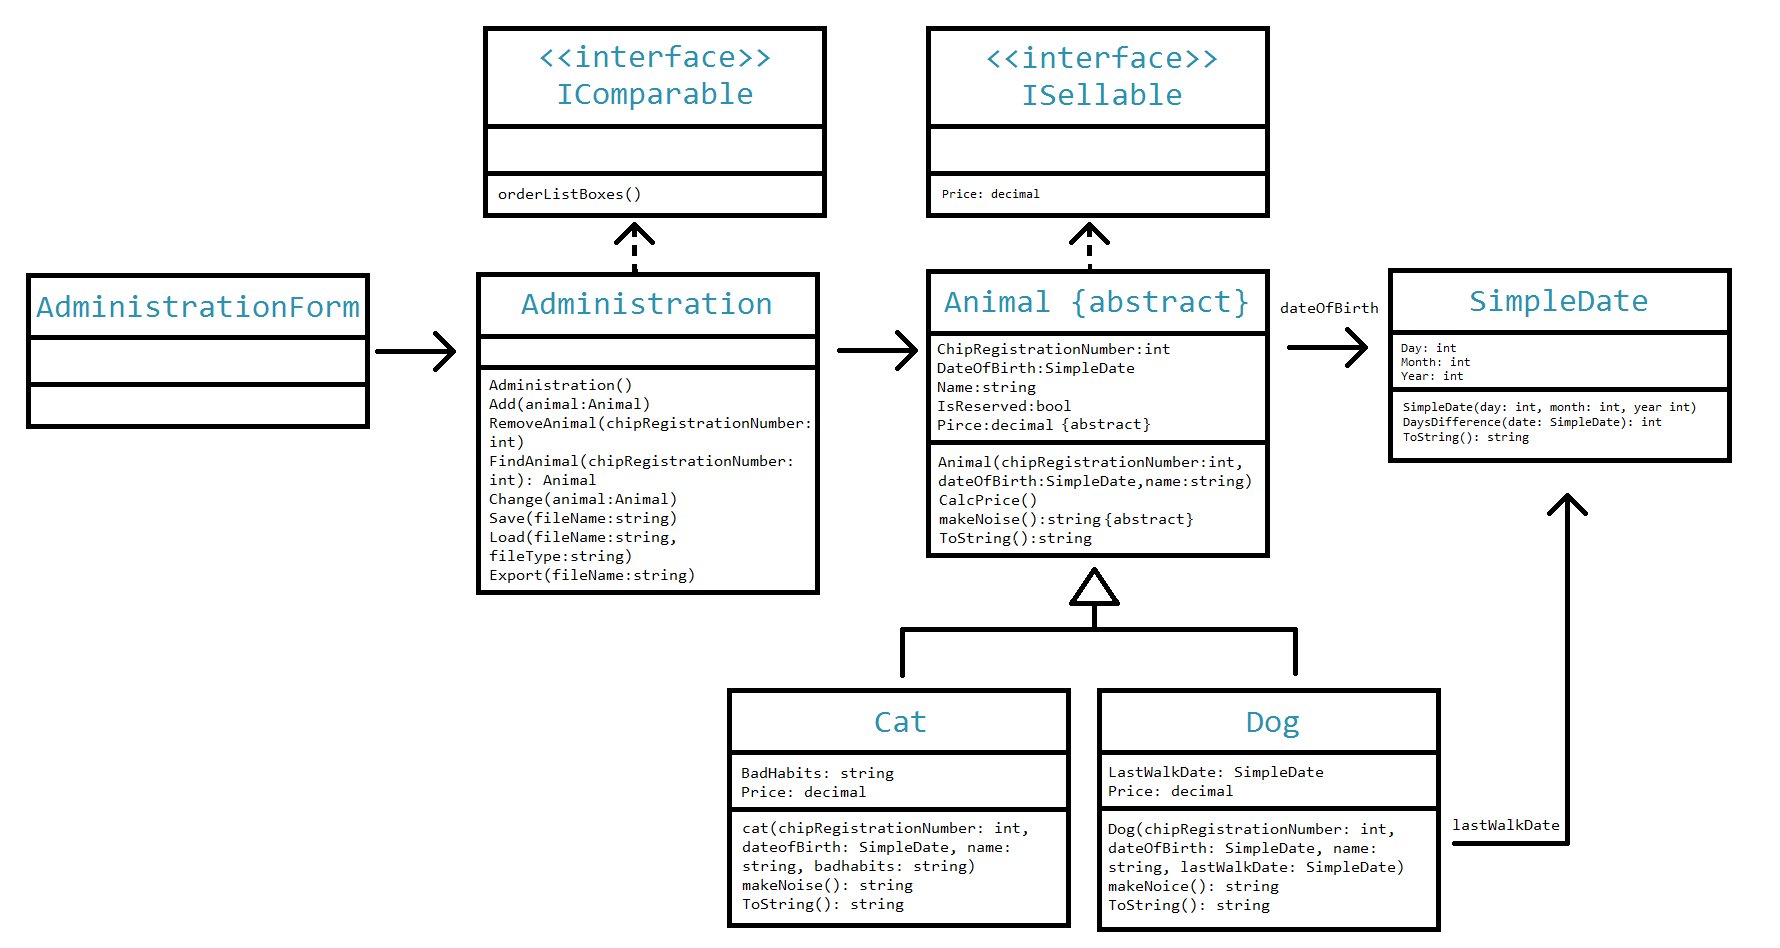 <<interface>>
IComparable
orderListBoxes()
<<interface>>
ISellable
Price: decimal
AdministrationForm
Administration
Administration()
Add(animal:Animal)
RemoveAnimal(chipRegistrationNumber:
int)
FindAnimal(chipRegistrationNumber:
int): Animal
Change(animal:Animal)
Save(fileName:string)
Load(fileName:string,
fileType:string)
Export(fileName:string)
Animal {abstract}
ChipRegistrationNumber:int
DateOfBirth:SimpleDate
Name:string
IsReserved:bool
Pirce:decimal {abstract}
Animal(chipRegistrationNumber:int,
dateOfBirth:SimpleDate,name:string)
CalcPrice()
makeNoise():string{abstract}
ToString():string
dateOfBirth
SimpleDate
Day: int
Month: int
Year: int
SimpleDate(day: int, month: int, year int)
DaysDifference(date: SimpleDate): int
ToString(): string
Cat
BadHabits: string
Price: decimal
cat(chipRegistrationNumber: int,
dateofBirth: SimpleDate, name:
string, badhabits: string)
makeNoise(): string
ToString(): string
Dog
LastWalkDate: SimpleDate
Price: decimal
Dog(chipRegistrationNumber: int,
dateOfBirth: SimpleDate, name:
string, lastWalkDate: SimpleDate)
makeNoice(): string
ToString(): string
lastWalkDate